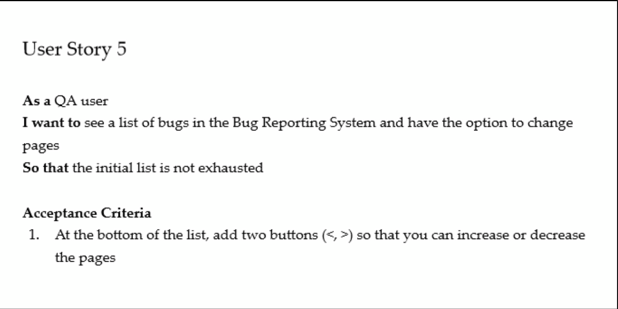 User Story 5
As a QA user
I want to see a list of bugs in the Bug Reporting System and have the option to change
pages
So that the initial list is not exhausted
Acceptance Criteria
1. At the bottom of the list, add two buttons (<, >) so that you can increase or decrease
the pages